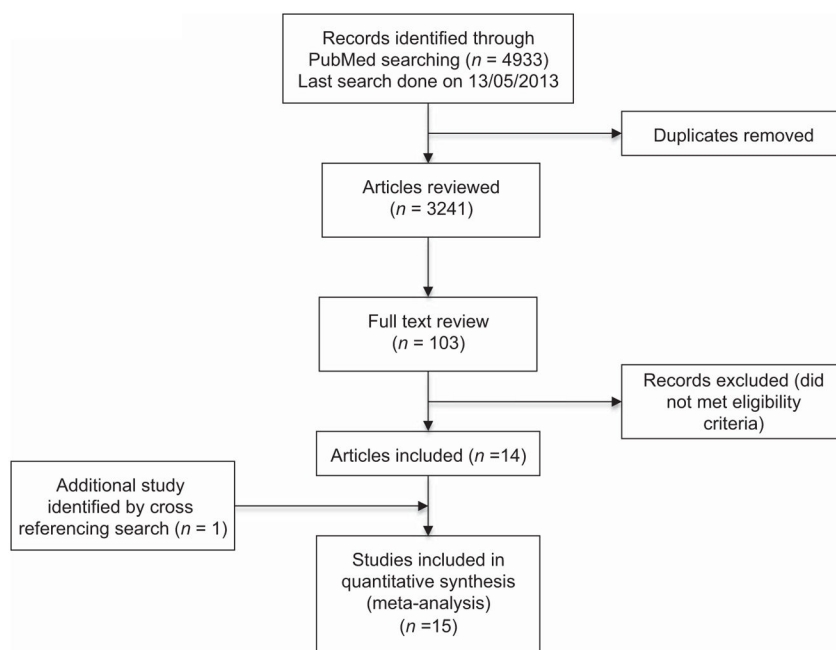 Records identified through
PubMed searching (n = 4933)
Last search done on 13/05/2013
Duplicates removed
Articles reviewed
(n = 3241)
Full text review
(n = 103)
Records excluded (did
not met eligibility
criteria)
Articles included (n =14)
Additional study
identified by cross
referencing search (n = 1)
Studies included in
quantitative synthesis
(meta-analysis)
(n =15)